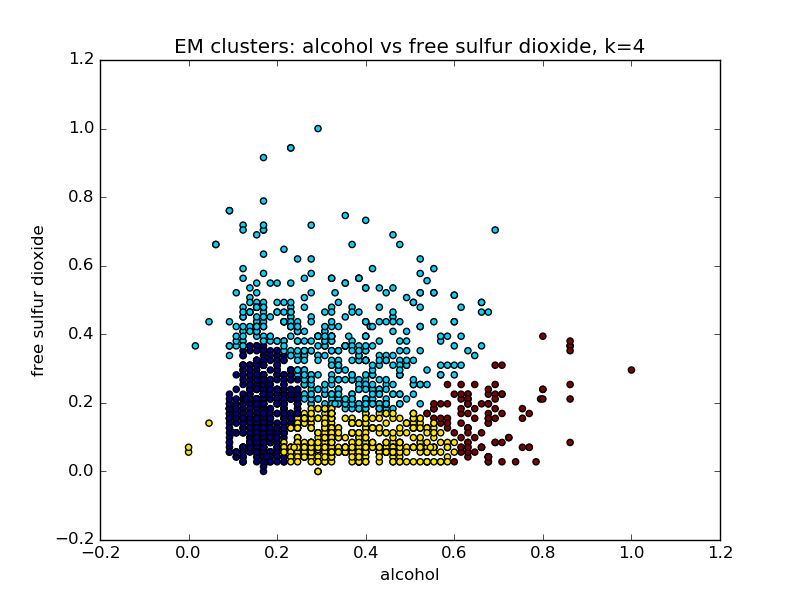 EM clusters: alcohol vs free sulfur dioxide, k=4
1.2
1.0
0.8
0.6
0.4
0.2
0.0
−0.2
free sulfur dioxide
−0.2 0.0 0.2 0.4 0.6 0.8 1.0 1.2
alcohol